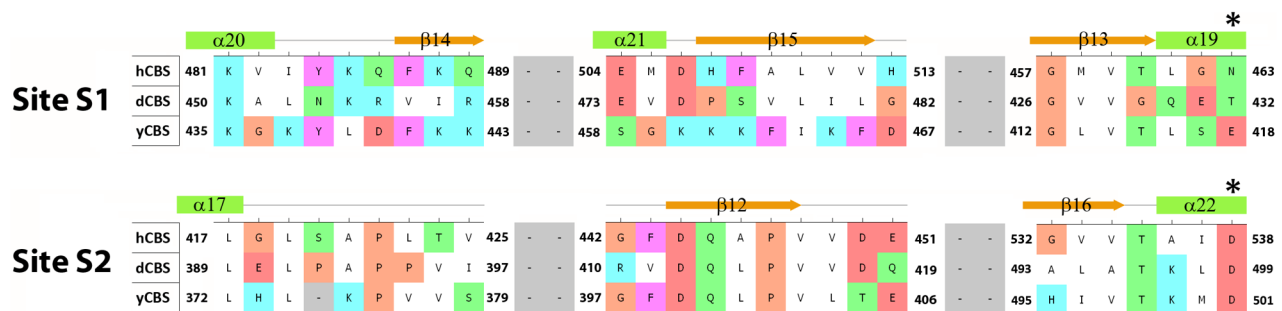 α20 β14 α21 β15 β13 α19 *
hCBS 481 K V I Y K Q F K Q 489 - - 504 E M D H F A L V V H 513 - - 457 G M V T L G N 463
Site S1 dCBS 450 K A L N K R V I R 458 - - 473 E V D P S V L I L G 482 - - 426 G V V G Q E T 432
yCBS 435 K G K Y L D F K K 443 - - 458 S G K K K F I K F D 467 - - 412 G L V T L S E 418
α17 β12 β16 α22 *
hCBS 417 L G L S A P L T V 425 - - 442 G F D Q A P V V D E 451 - - 532 G V V T A I D 538
Site S2 dCBS 389 L E L P A P P V I 397 - - 410 R V D Q L P V V D Q 419 - - 493 A L A T K L D 499
yCBS 372 L H L - K P V V S 379 - - 397 G F D Q L P V L T E 406 - - 495 H I V T K M D 501